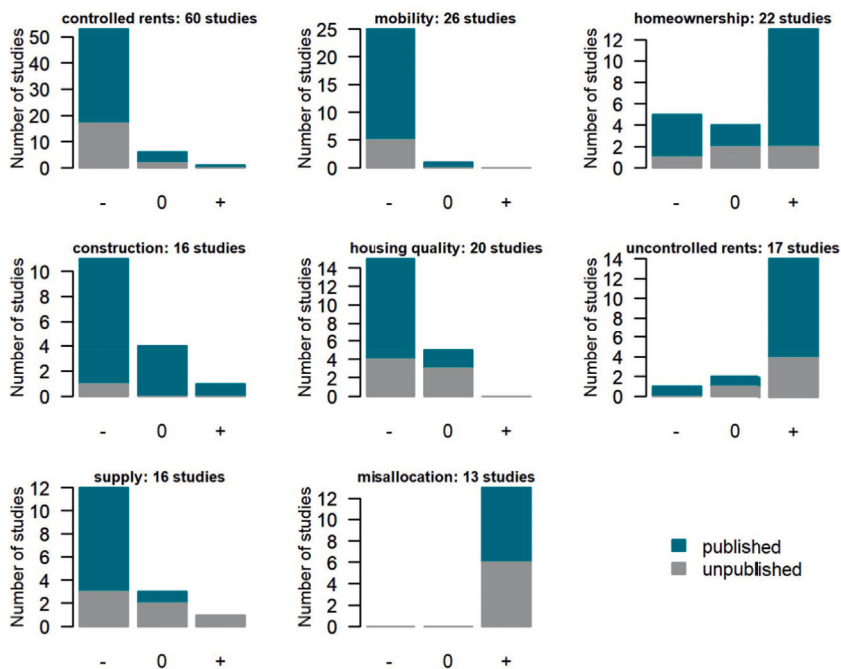 controlled rents: 60 studies
Number of studies
50
40
30
20
10
0
- 0 +
mobility: 26 studies
Number of studies
25
20
15
10
5
0
- 0 +
homeownership: 22 studies
Number of studies
12
10
8
6
4
2
0
- 0 +
construction: 16 studies
Number of studies
10
8
6
4
2
0
- 0 +
housing quality: 20 studies
Number of studies
14
12
10
8
6
4
2
0
- 0 +
uncontrolled rents: 17 studies
Number of studies
14
12
10
8
6
4
2
0
- 0 +
supply: 16 studies
Number of studies
12
10
8
6
4
2
0
- 0 +
misallocation: 13 studies
Number of studies
12
10
8
6
4
2
0
- 0 +
published
unpublished